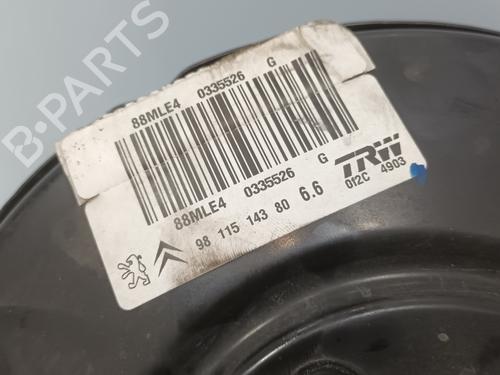 B-PARTS
88MLE4 0335526 G
88MLE4 0335526 G
98 115 143 80 6.6
TRW
012C 4903